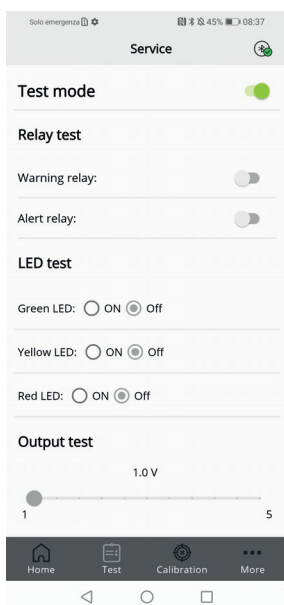 Solo emergenza 45% 08:37
Service
Test mode
Relay test
Warning relay:
Alert relay:
LED test
Green LED: ON Off
Yellow LED: ON Off
Red LED: ON Off
Output test
1.0 V
1 5
Home Test Calibration More